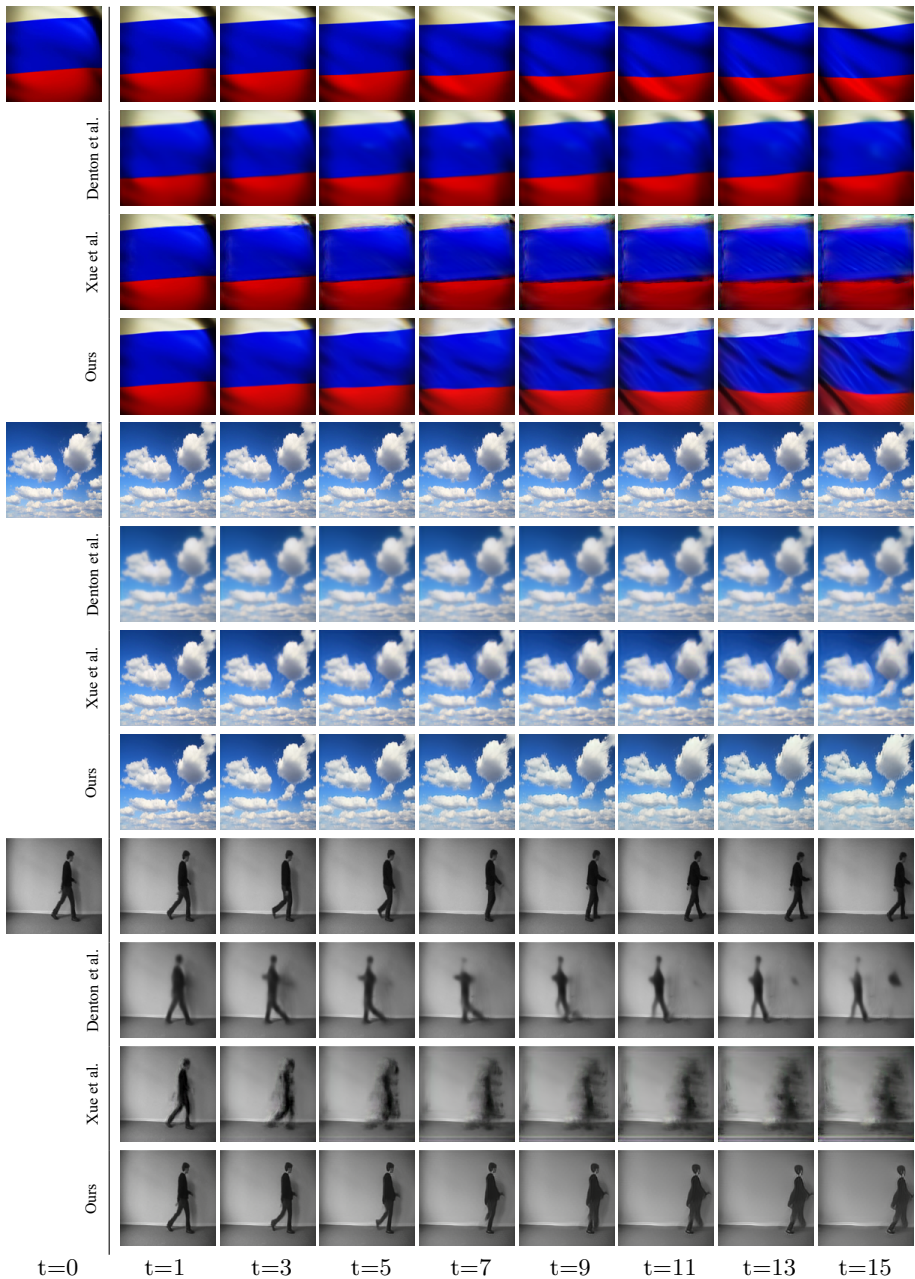 Denton et al.
Xue et al.
Ours
Denton et al.
Xue et al.
Ours
Denton et al.
Xue et al.
Ours
t=0 t=1 t=3 t=5 t=7 t=9 t=11 t=13 t=15